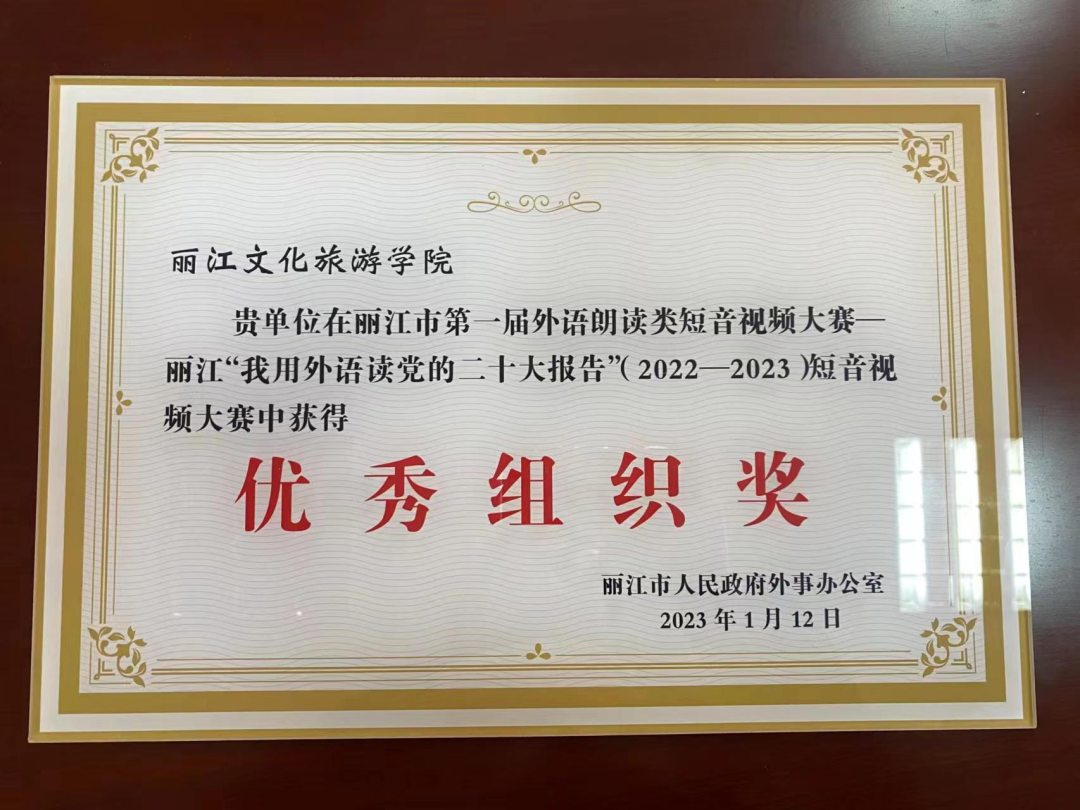 丽江文化旅游学院
贵单位在丽江市第一届外语朗读类短音视频大赛—
丽江“我用外语读党的二十大报告”(2022—2023)短音视
频大赛中获得
优秀组织奖
丽江市人民政府外事办公室
2023年1月12日